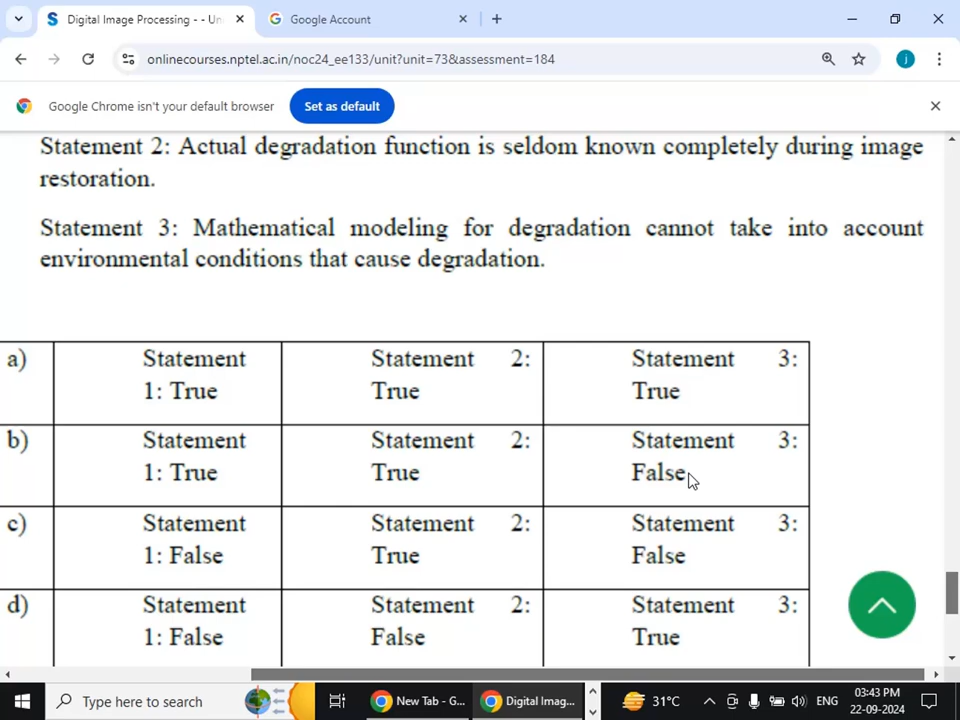 Digital Image Processing - - Un
Google Account
onlinecourses.nptel.ac.in/noc24_ee133/unit?unit=73&assessment=184
j
Google Chrome isn't your default browser
Set as default
Statement 2: Actual degradation function is seldom known completely during image
restoration.
Statement 3: Mathematical modeling for degradation cannot take into account
environmental conditions that cause degradation.
a) Statement Statement 2: Statement 3:
1: True True True
b) Statement Statement 2: Statement 3:
1: True True False
c) Statement Statement 2: Statement 3:
1: False True False
d) Statement Statement 2: Statement 3:
1: False False True
Type here to search
New Tab - G...
Digital Imag...
31°C
ENG
03:43 PM
22-09-2024